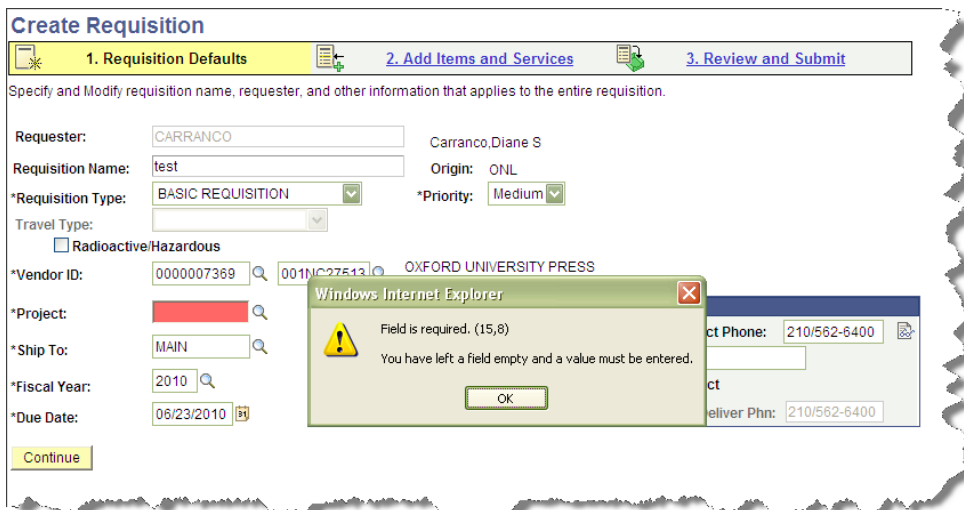 Create Requisition
1. Requisition Defaults 2. Add Items and Services 3. Review and Submit
Specify and Modify requisition name, requester, and other information that applies to the entire requisition.
Requester: CARRANCO Carranco,Diane S
Requisition Name: test Origin: ONL
*Requisition Type: BASIC REQUISITION *Priority: Medium
Travel Type:
Radioactive/Hazardous
*Vendor ID: 0000007369 001NC27513 OXFORD UNIVERSITY PRESS
Windows Internet Explorer
*Project:
Field is required. (15,8)
ct Phone: 210/562-6400
*Ship To: MAIN
You have left a field empty and a value must be entered.
*Fiscal Year: 2010
ct
OK
*Due Date: 06/23/2010 31
eliver Phn: 210/562-6400
Continue